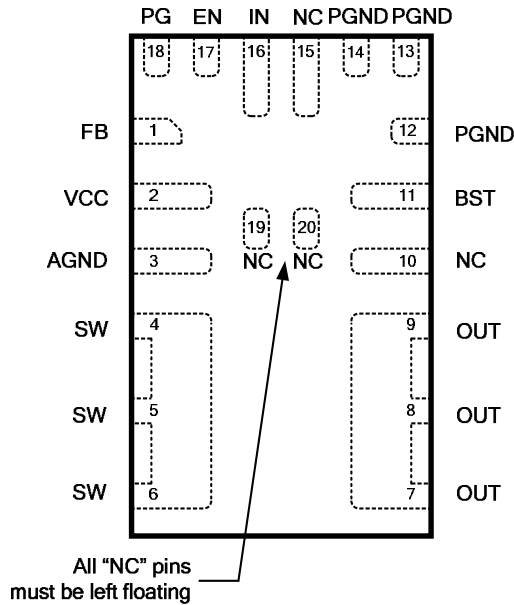 PG EN IN NC PGND PGND
18 17 16 15 14 13
FB 1 12 PGND
VCC 2 11 BST
19 20
AGND 3 NC NC 10 NC
SW 4 9 OUT
SW 5 8 OUT
SW 6 7 OUT
All “NC” pins
must be left floating